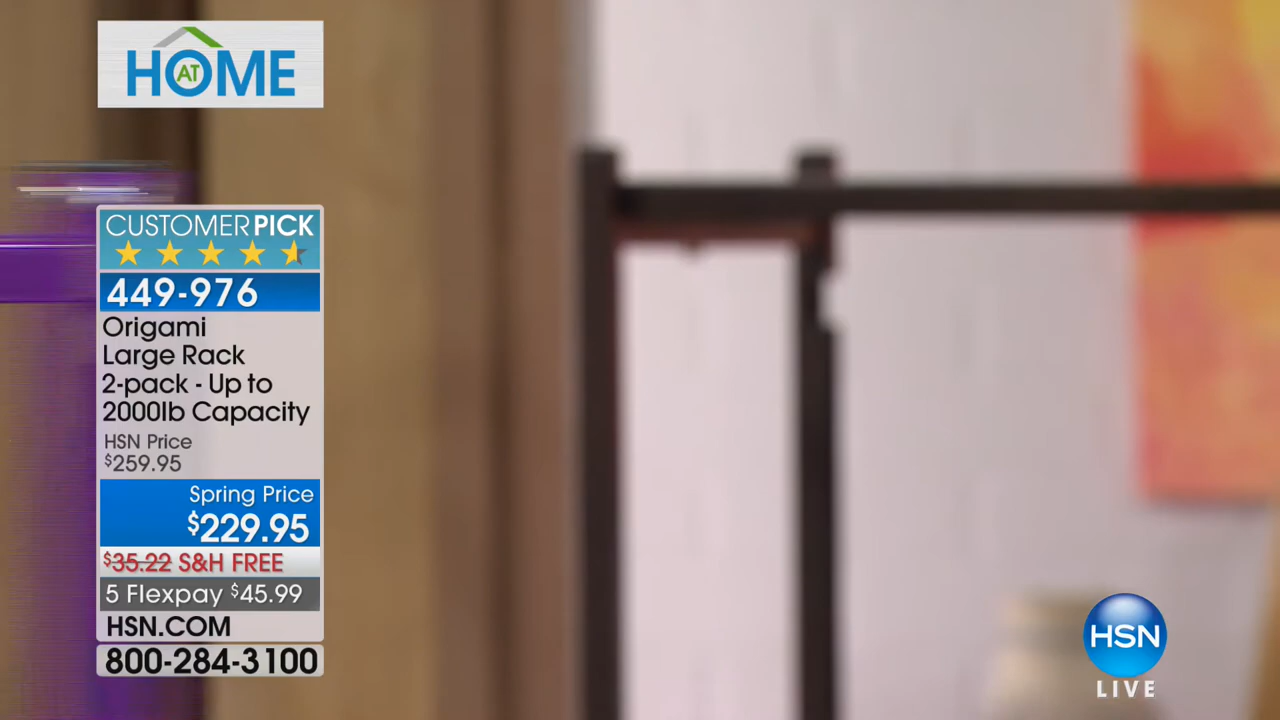 HOME
AT
CUSTOMER PICK
449-976
Origami
Large Rack
2-pack - Up to
2000lb Capacity
HSN Price
$259.95
Spring Price
$229.95
$35.22 S&H FREE
5 Flexpay $45.99
HSN.COM
800-284-3100
HSN
LIVE